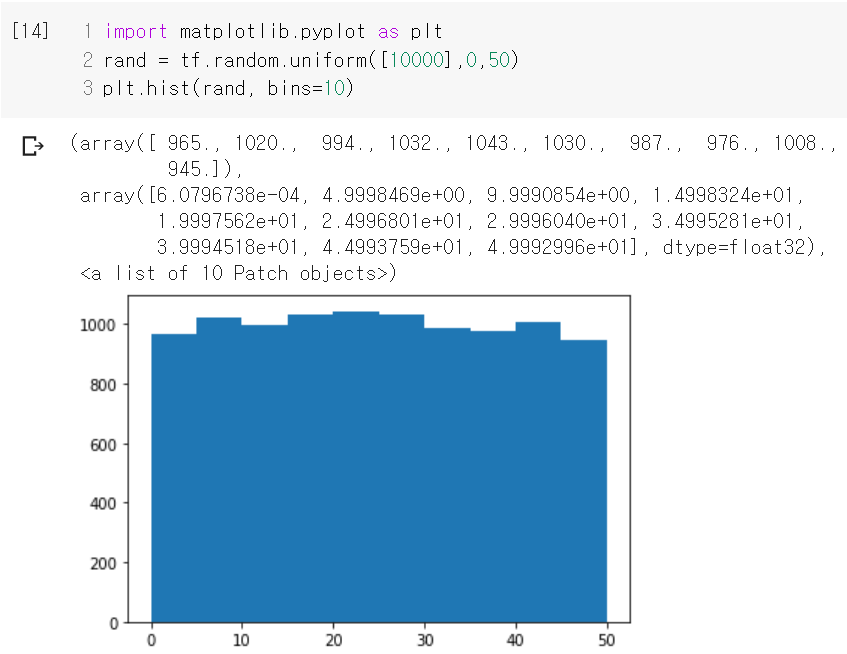 [14] 1 import matplotlib.pyplot as plt
2 rand = tf.random.uniform([10000],0,50)
3 plt.hist(rand, bins=10)
(array([ 965., 1020., 994., 1032., 1043., 1030., 987., 976., 1008.,
945.]),
array([6.0796738e-04, 4.9998469e+00, 9.9990854e+00, 1.4998324e+01,
1.9997562e+01, 2.4996801e+01, 2.9996040e+01, 3.4995281e+01,
3.9994518e+01, 4.4993759e+01, 4.9992996e+01], dtype=float32),
<a list of 10 Patch objects>)
1000
800
600
400
200
0
0 10 20 30 40 50